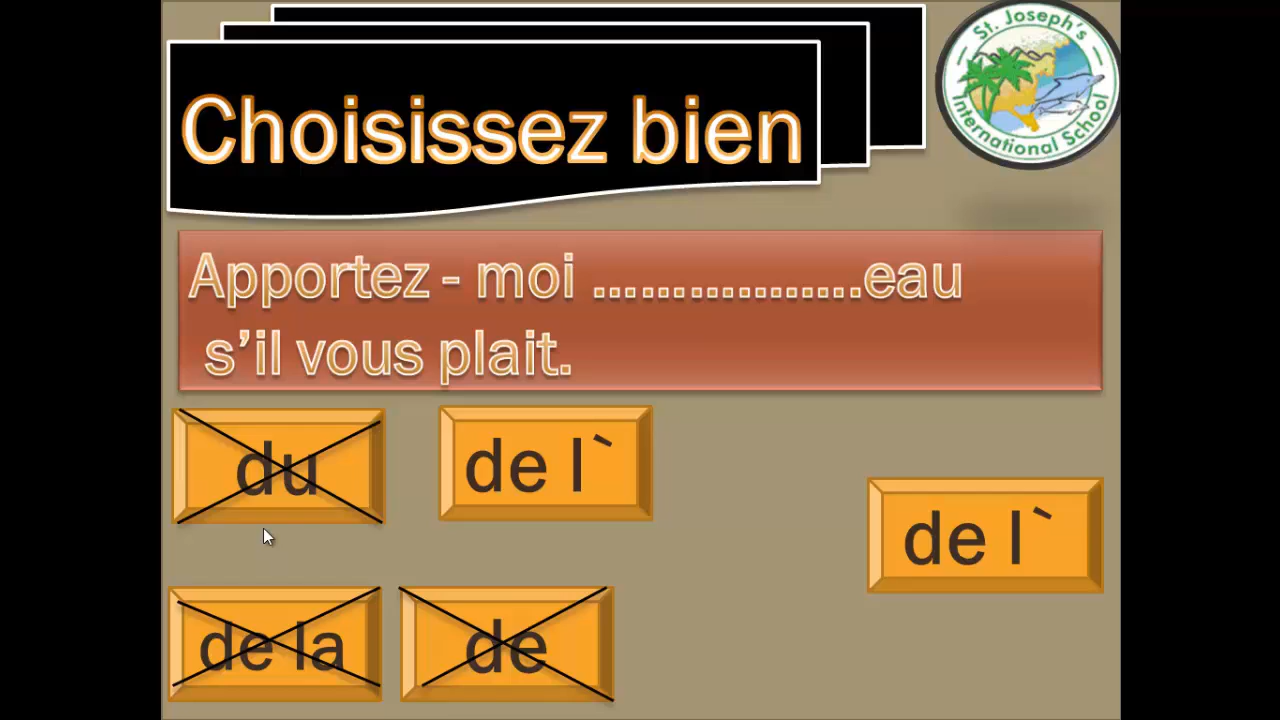 Choisissez bien
St. Joseph's
International School
Apportez - moi .................eau
s’il vous plait.
du
de l`
de l`
de la
de